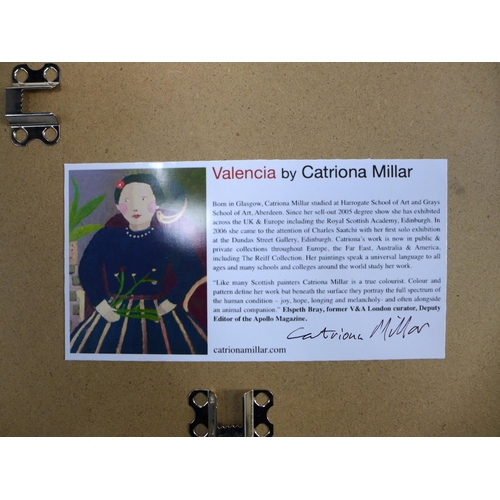 Valencia by Catriona Millar
Born in Glasgow, Catriona Millar studied at Harrogate School of Art and Grays
School of Art, Aberdeen. Since her sell-out 2005 degree show she has exhibited
across the UK & Europe including the Royal Scottish Academy, Edinburgh. In
2006 she came to the attention of Charles Saatchi with her first solo exhibition
at the Dundas Street Gallery, Edinburgh. Catriona's work is now in public &
private collections throughout Europe, the Far East, Australia & America,
including The Reiff Collection. Her paintings speak a universal language to all
ages and many schools and colleges around the world study her work.
"Like many Scottish painters Catriona Millar is a true colourist. Colour and
pattern define her work but beneath the surface they portray the full spectrum of
the human condition – joy, hope, longing and melancholy- and often alongside
an animal companion." Elspeth Bray, former V&A London curator, Deputy
Editor of the Apollo Magazine.
Catriona Millar
catrionamillar.com